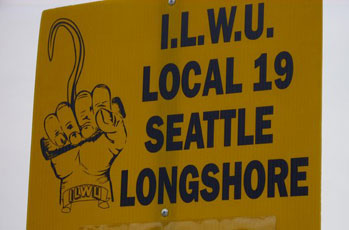 I.L.W.U.
LOCAL 19
SEATTLE
LONGSHORE
ILWU